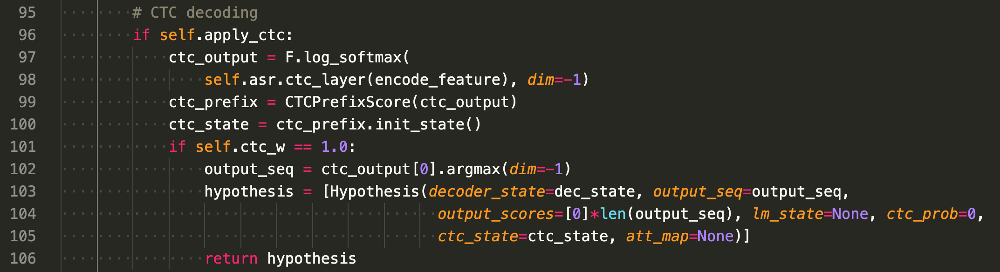 95 # CTC decoding
96 if self.apply_ctc:
97 ctc_output = F.log_softmax(
98 self.asr.ctc_layer(encode_feature), dim=-1)
99 ctc_prefix = CTCPrefixScore(ctc_output)
100 ctc_state = ctc_prefix.init_state()
101 if self.ctc_w == 1.0:
102 output_seq = ctc_output[0].argmax(dim=-1)
103 hypothesis = [Hypothesis(decoder_state=dec_state, output_seq=output_seq,
104 output_scores=[0]*len(output_seq), lm_state=None, ctc_prob=0,
105 ctc_state=ctc_state, att_map=None)]
106 return hypothesis